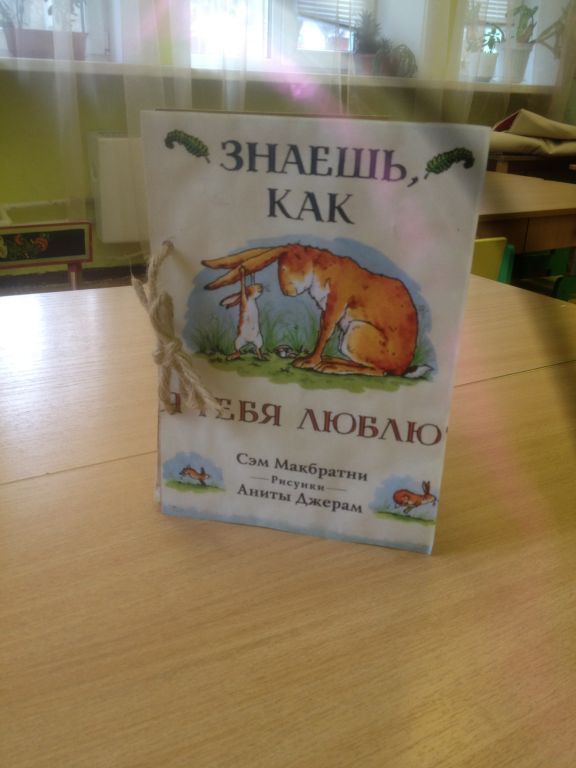 ЗНАЕШЬ,
КАК
Я ТЕБЯ ЛЮБЛЮ
Сэм Макбратни
Рисунки
Аниты Джерам